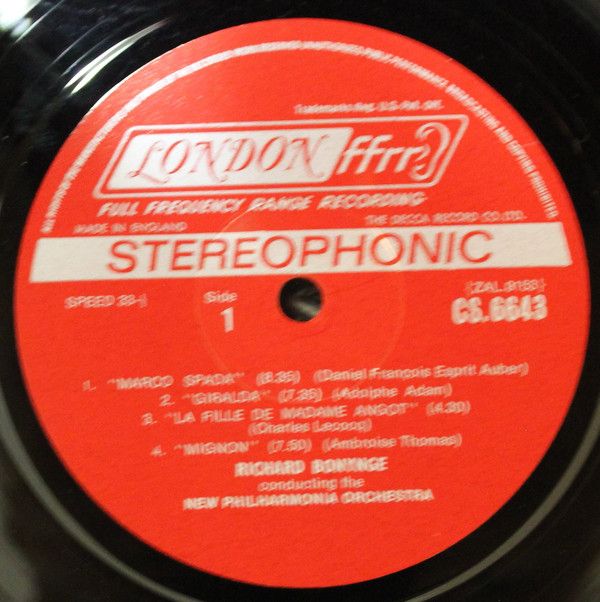 Trademarks Reg. U.S. Pat. Off.
LONDON ffrr
FULL FREQUENCY RANGE RECORDING
MADE IN ENGLAND THE DECCA RECORD CO. LTD.
STEREOPHONIC
SPEED 33⅓ Side (ZAL.9153)
1 CS.6643
1. "MARCO SPADA" (8.35) (Daniel François Esprit Auber)
2. "GIRALDA" (7.35) (Adolphe Adam)
3. "LA FILLE DE MADAME ANGOT" (4.30)
(Charles Lecocq)
4. "MIGNON" (7.50) (Ambroise Thomas)
RICHARD BONYNGE
conducting the
NEW PHILHARMONIA ORCHESTRA